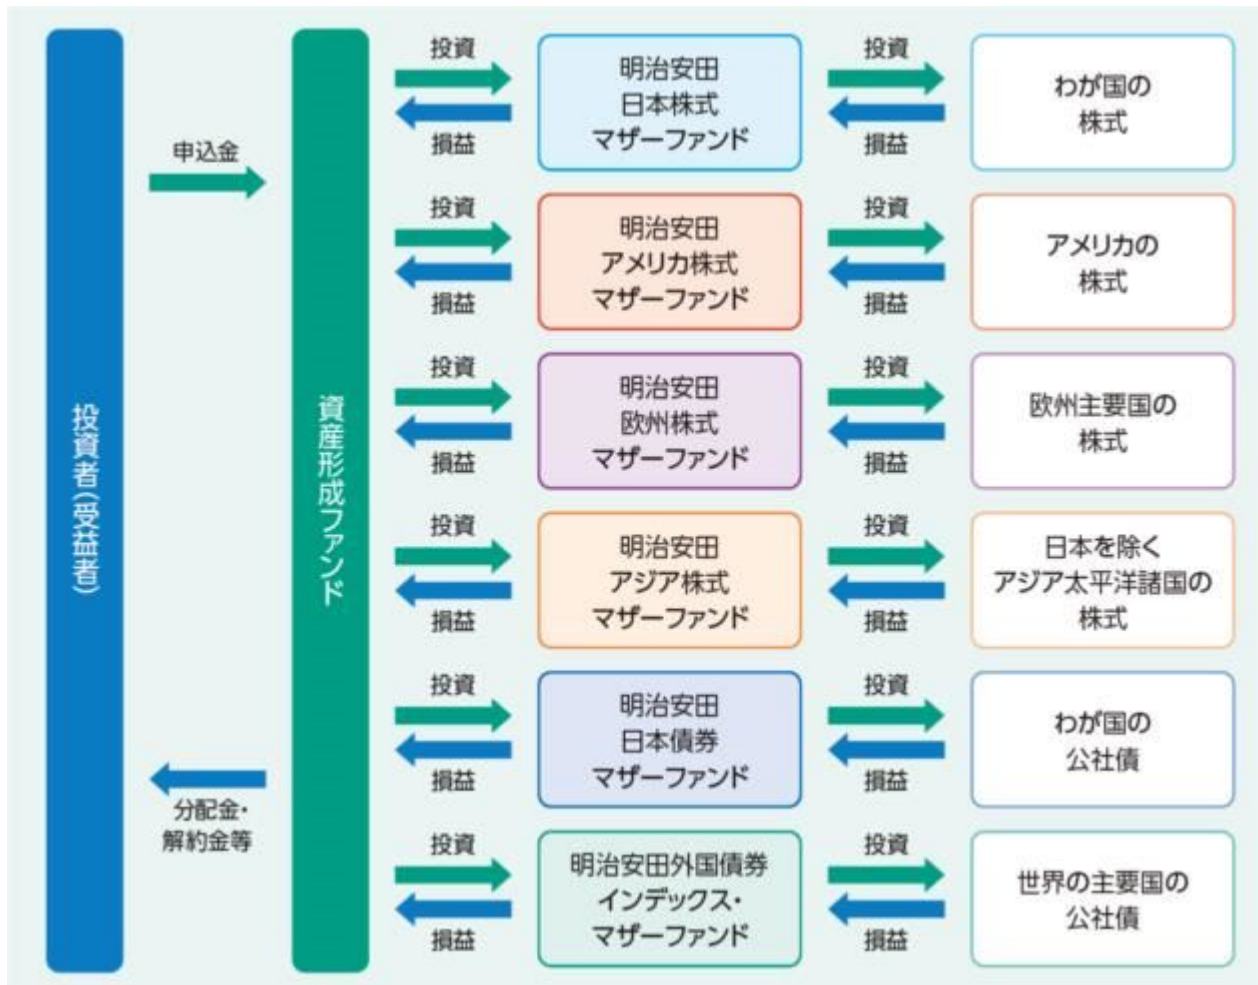 投資者(受益者)
申込金
分配金・
解約金等
資産形成ファンド
投資
損益
明治安田
日本株式
マザーファンド
投資
損益
わが国の
株式
投資
損益
明治安田
アメリカ株式
マザーファンド
投資
損益
アメリカの
株式
投資
損益
明治安田
欧州株式
マザーファンド
投資
損益
欧州主要国の
株式
投資
損益
明治安田
アジア株式
マザーファンド
投資
損益
日本を除く
アジア太平洋諸国の
株式
投資
損益
明治安田
日本債券
マザーファンド
投資
損益
わが国の
公社債
投資
損益
明治安田外国債券
インデックス・
マザーファンド
投資
損益
世界の主要国の
公社債